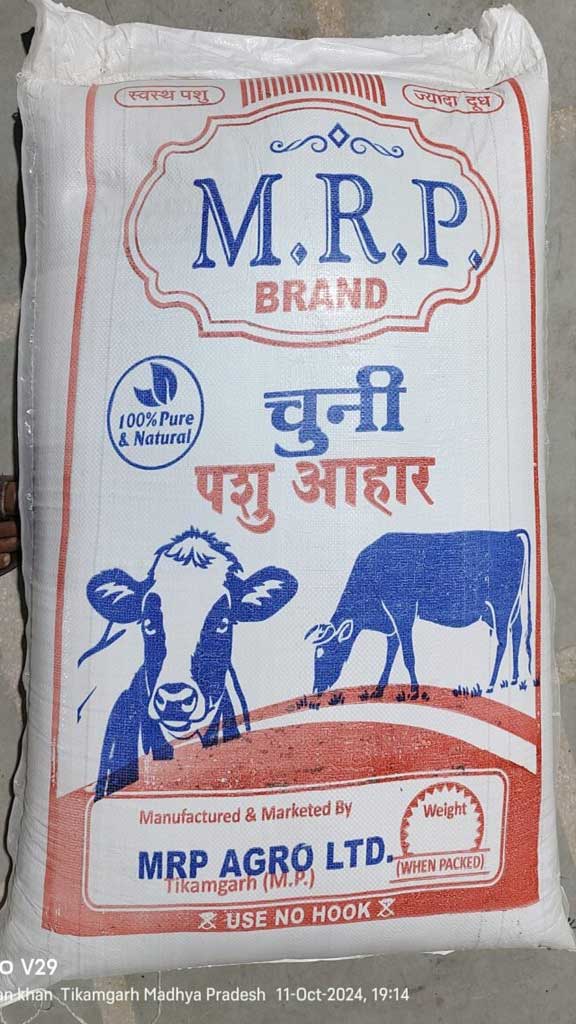 स्वस्थ पशु
ज्यादा दूध
M.R.P.
BRAND
100% Pure
& Natural
चुनी
पशु आहार
Manufactured & Marketed By
MRP AGRO LTD.
Tikamgarh (M.P.)
Weight
(WHEN PACKED)
USE NO HOOK
V29
khan Tikamgarh Madhya Pradesh 11-Oct-2024, 19:14